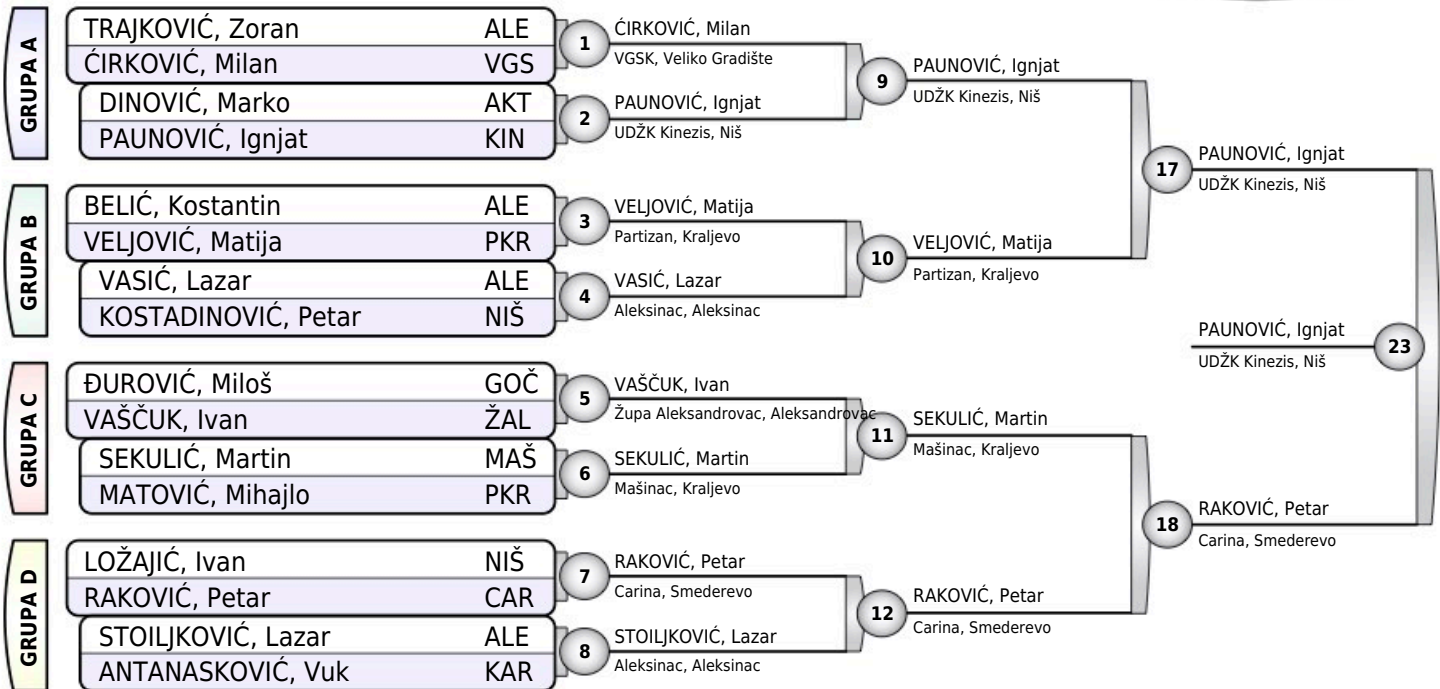 GRUPA A
TRAJKOVIĆ, Zoran ALE
ĆIRKOVIĆ, Milan VGS
DINOVIĆ, Marko AKT
PAUNOVIĆ, Ignjat KIN
GRUPA B
BELIĆ, Kostantin ALE
VELJOVIĆ, Matija PKR
VASIĆ, Lazar ALE
KOSTADINOVIĆ, Petar NIŠ
GRUPA C
ĐUROVIĆ, Miloš GOČ
VAŠČUK, Ivan ŽAL
SEKULIĆ, Martin MAŠ
MATOVIĆ, Mihajlo PKR
GRUPA D
LOŽAJIĆ, Ivan NIŠ
RAKOVIĆ, Petar CAR
STOILJKOVIĆ, Lazar ALE
ANTANASKOVIĆ, Vuk KAR
1
ĆIRKOVIĆ, Milan
VGSK, Veliko Gradište
2
PAUNOVIĆ, Ignjat
UDŽK Kinezis, Niš
3
VELJOVIĆ, Matija
Partizan, Kraljevo
4
VASIĆ, Lazar
Aleksinac, Aleksinac
5
VAŠČUK, Ivan
Župa Aleksandrovac, Aleksandrovac
6
SEKULIĆ, Martin
Mašinac, Kraljevo
7
RAKOVIĆ, Petar
Carina, Smederevo
8
STOILJKOVIĆ, Lazar
Aleksinac, Aleksinac
9
PAUNOVIĆ, Ignjat
UDŽK Kinezis, Niš
10
VELJOVIĆ, Matija
Partizan, Kraljevo
11
SEKULIĆ, Martin
Mašinac, Kraljevo
12
RAKOVIĆ, Petar
Carina, Smederevo
17
PAUNOVIĆ, Ignjat
UDŽK Kinezis, Niš
18
RAKOVIĆ, Petar
Carina, Smederevo
PAUNOVIĆ, Ignjat
UDŽK Kinezis, Niš
23